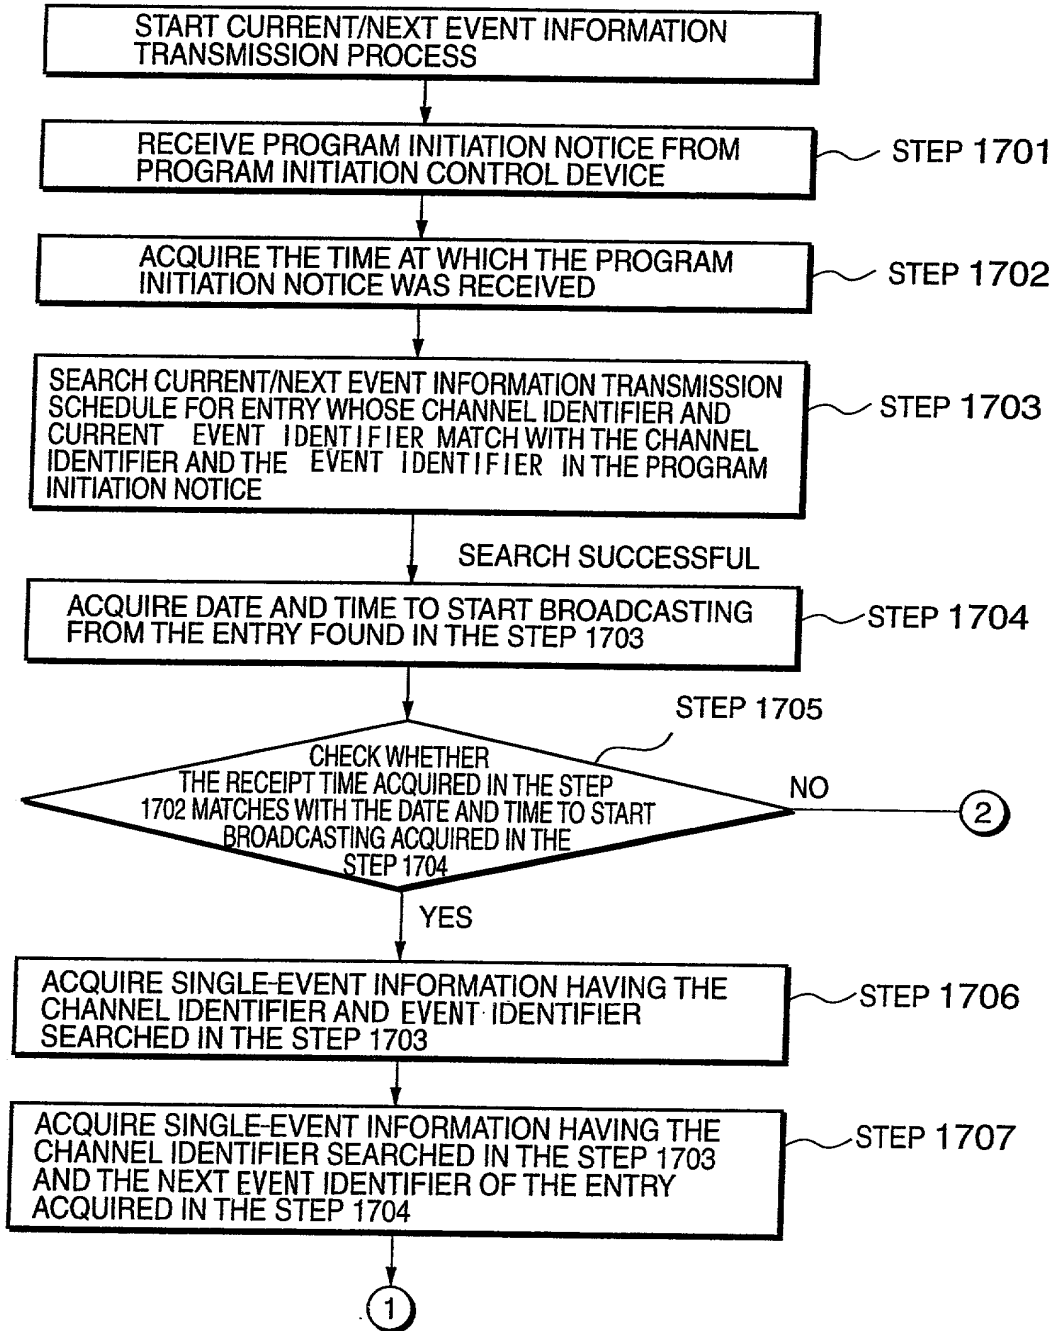 START CURRENT/NEXT EVENT INFORMATION
TRANSMISSION PROCESS
RECEIVE PROGRAM INITIATION NOTICE FROM
PROGRAM INITIATION CONTROL DEVICE
STEP 1701
ACQUIRE THE TIME AT WHICH THE PROGRAM
INITIATION NOTICE WAS RECEIVED
STEP 1702
SEARCH CURRENT/NEXT EVENT INFORMATION TRANSMISSION
SCHEDULE FOR ENTRY WHOSE CHANNEL IDENTIFIER AND
CURRENT EVENT IDENTIFIER MATCH WITH THE CHANNEL
IDENTIFIER AND THE EVENT IDENTIFIER IN THE PROGRAM
INITIATION NOTICE
STEP 1703
SEARCH SUCCESSFUL
ACQUIRE DATE AND TIME TO START BROADCASTING
FROM THE ENTRY FOUND IN THE STEP 1703
STEP 1704
STEP 1705
CHECK WHETHER
THE RECEIPT TIME ACQUIRED IN THE STEP
1702 MATCHES WITH THE DATE AND TIME TO START
BROADCASTING ACQUIRED IN THE
STEP 1704
NO
2
YES
ACQUIRE SINGLE-EVENT INFORMATION HAVING THE
CHANNEL IDENTIFIER AND EVENT IDENTIFIER
SEARCHED IN THE STEP 1703
STEP 1706
ACQUIRE SINGLE-EVENT INFORMATION HAVING THE
CHANNEL IDENTIFIER SEARCHED IN THE STEP 1703
AND THE NEXT EVENT IDENTIFIER OF THE ENTRY
ACQUIRED IN THE STEP 1704
STEP 1707
1